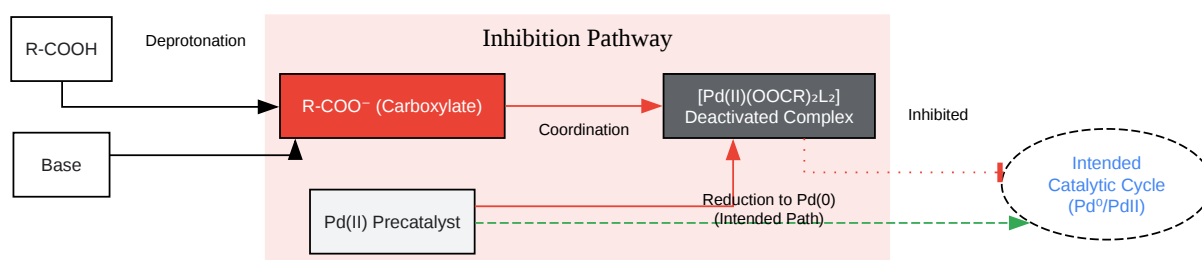 R-COOH
Deprotonation
Inhibition Pathway
R-COO⁻ (Carboxylate)
[Pd(II)(OOCR)₂L₂]
Deactivated Complex
Coordination
Inhibited
Base
Intended
Catalytic Cycle
(Pd⁰/PdII)
Pd(II) Precatalyst
Reduction to Pd(0)
(Intended Path)